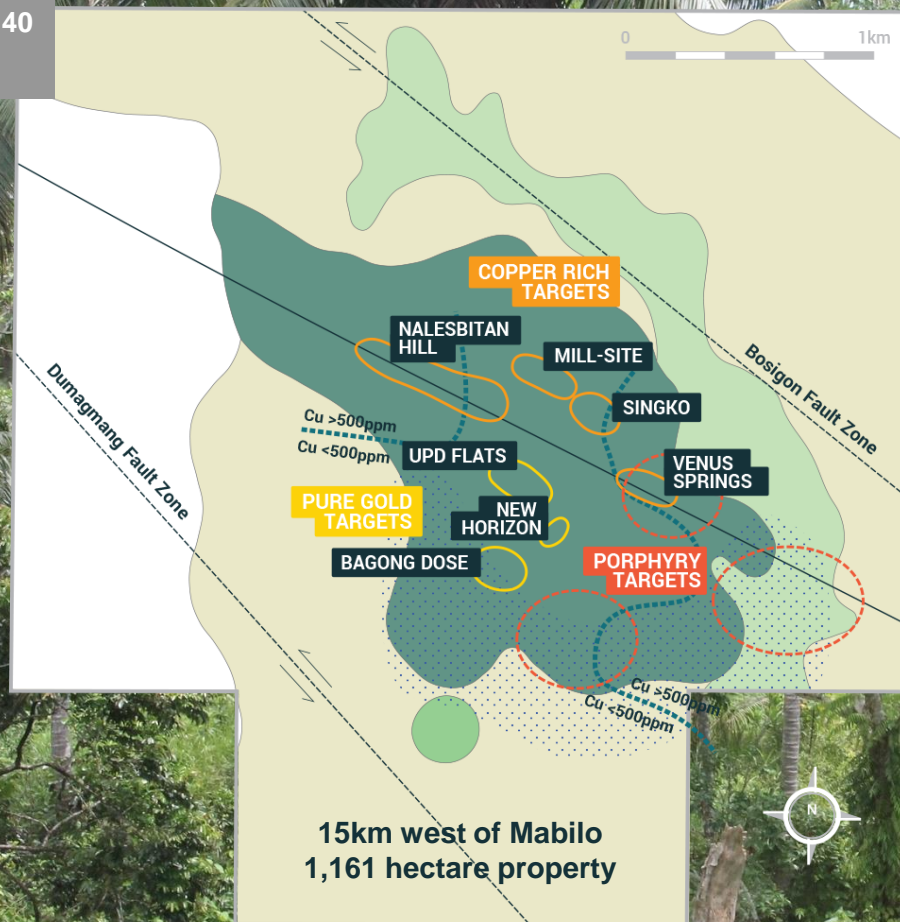 40
0
1km
COPPER RICH
TARGETS
NALESBITAN
HILL
MILL-SITE
Bosigon Fault Zone
Dumagmang Fault Zone
SINGKO
Cu >500ppm
Cu <500ppm
UPD FLATS
VENUS
SPRINGS
PURE GOLD
TARGETS
NEW
HORIZON
BAGONG DOSE
PORPHYRY
TARGETS
Cu >500ppm
Cu <500ppm
N
15km west of Mabilo
1,161 hectare property